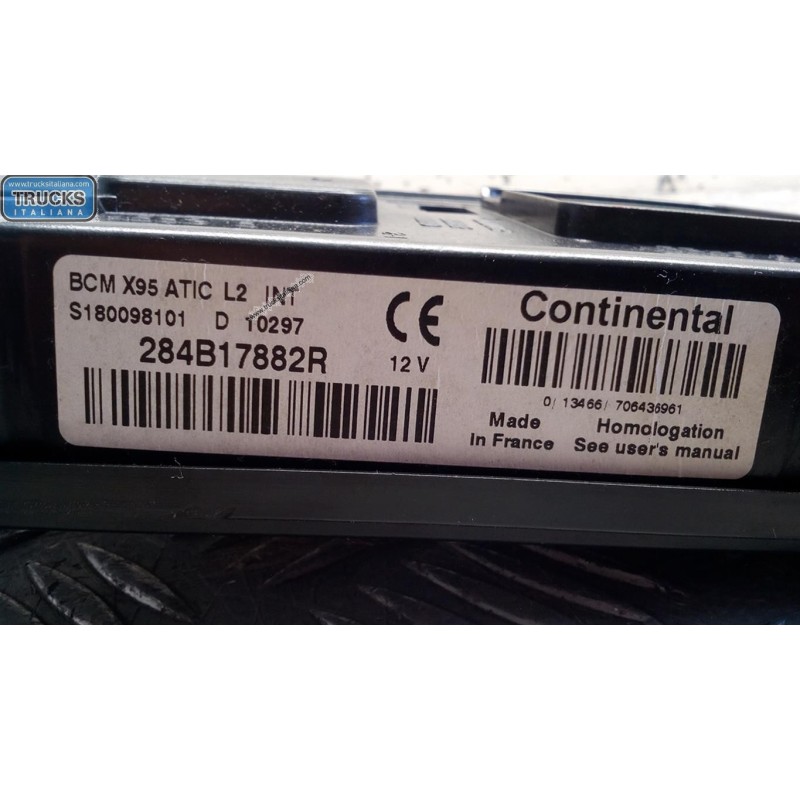 www.trucksitaliana.com
TRUCKS
ITALIANA
BCM X95 ATIC L2 INT
S180098101 D 10297
284B17882R
12 V
CE
Continental
0/ 13466/ 706436961
Made
in France
Homologation
See user's manual